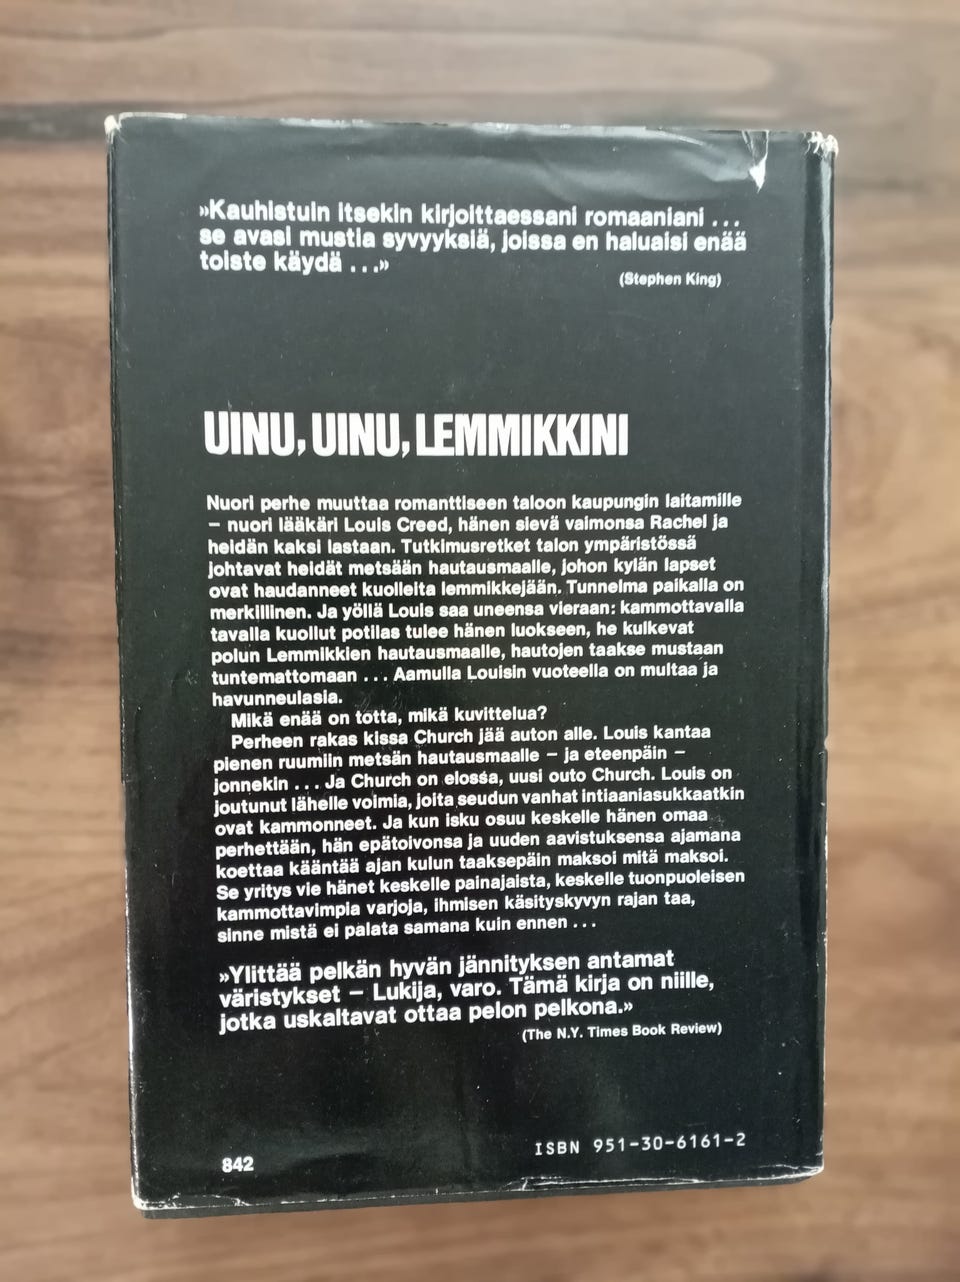 »Kauhistuin itsekin kirjoittaessani romaaniani ...
se avasi mustia syvyyksiä, joissa en haluaisi enää
toiste käydä ...»
(Stephen King)
UINU, UINU, LEMMIKKINI
Nuori perhe muuttaa romanttiseen taloon kaupungin laitamille
– nuori lääkäri Louis Creed, hänen sievä vaimonsa Rachel ja
heidän kaksi lastaan. Tutkimusretket talon ympäristössä
johtavat heidät metsään hautausmaalle, johon kylän lapset
ovat haudanneet kuolleita lemmikkejään. Tunnelma paikalla on
merkillinen. Ja yöllä Louis saa uneensa vieraan: kammottavalla
tavalla kuollut potilas tulee hänen luokseen, he kulkevat
polun Lemmikkien hautausmaalle, hautojen taakse mustaan
tuntemattomaan ... Aamulla Louisin vuoteella on multaa ja
havunneulasia.
Mikä enää on totta, mikä kuvittelua?
Perheen rakas kissa Church jää auton alle. Louis kantaa
pienen ruumiin metsän hautausmaalle – ja eteenpäin –
jonnekin ... Ja Church on elossa, uusi outo Church. Louis on
joutunut lähelle voimia, joita seudun vanhat intiaaniasukkaatkin
ovat kammonneet. Ja kun isku osuu keskelle hänen omaa
perhettään, hän epätoivonsa ja uuden aavistuksensa ajamana
koettaa kääntää ajan kulun taaksepäin maksoi mitä maksoi.
Se yritys vie hänet keskelle painajaista, keskelle tuonpuoleisen
kammottavimpia varjoja, ihmisen käsityskyvyn rajan taa,
sinne mistä ei palata samana kuin ennen ...
»Ylittää pelkän hyvän jännityksen antamat
väristykset – Lukija, varo. Tämä kirja on niille,
jotka uskaltavat ottaa pelon pelkona.»
(The N.Y. Times Book Review)
842
ISBN 951-30-6161-2